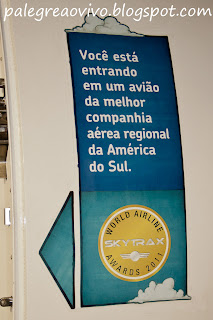 palegreaovivo.blogspot.com
Você está
entrando
em um avião
da melhor
companhia
aérea regional
da América
do Sul.
WORLD AIRLINE
SKYTRAX
AWARDS 2011